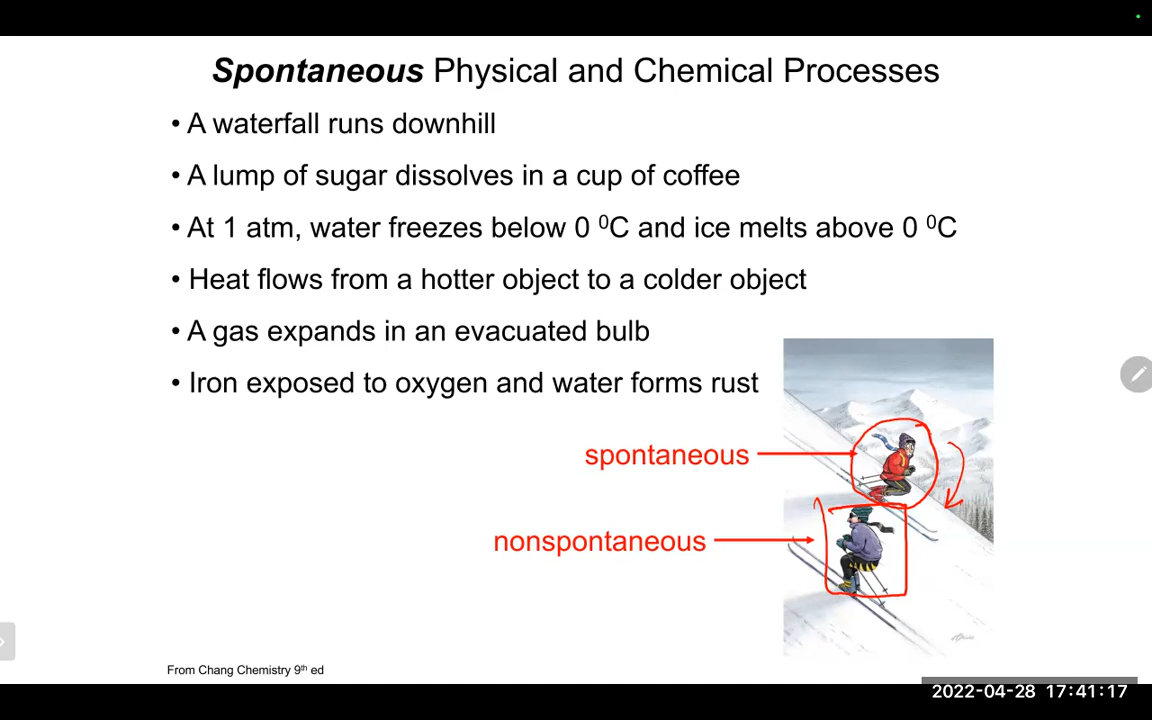 Spontaneous Physical and Chemical Processes
• A waterfall runs downhill
• A lump of sugar dissolves in a cup of coffee
• At 1 atm, water freezes below 0 ⁰C and ice melts above 0 ⁰C
• Heat flows from a hotter object to a colder object
• A gas expands in an evacuated bulb
• Iron exposed to oxygen and water forms rust
spontaneous
nonspontaneous
From Chang Chemistry 9th ed
2022-04-28 17:41:17